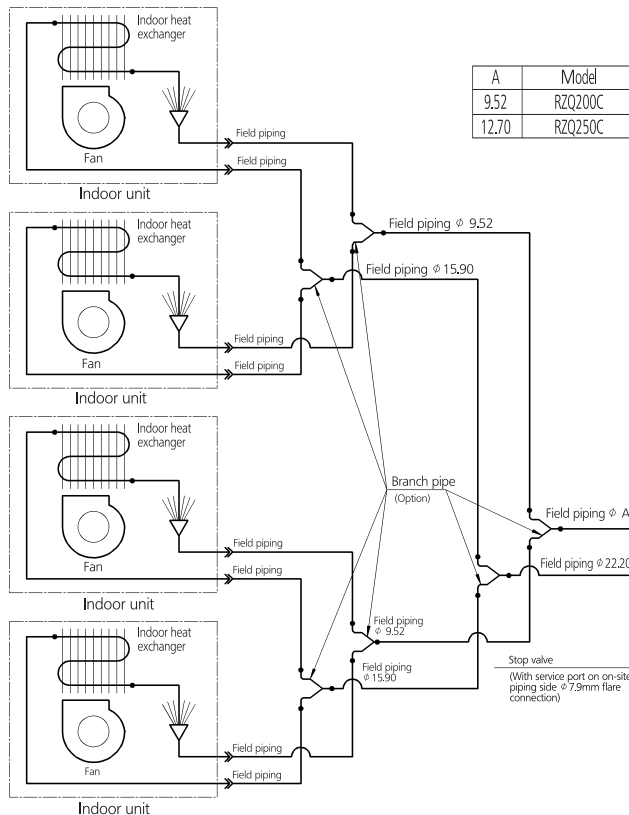 Indoor heat
exchanger
Fan
Indoor unit
Field piping
Field piping
A Model
9.52 RZQ200C
12.70 RZQ250C
Indoor heat
exchanger
Fan
Indoor unit
Field piping
Field piping
Field piping ϕ 9.52
Field piping ϕ 15.90
Indoor heat
exchanger
Fan
Indoor unit
Field piping
Field piping
Branch pipe
(Option)
Field piping ϕ A
Field piping ϕ 22.20
Indoor heat
exchanger
Fan
Indoor unit
Field piping
ϕ 9.52
Field piping
ϕ 15.90
Field piping
Field piping
Stop valve
(With service port on on-site
piping side ϕ 7.9mm flare
connection)